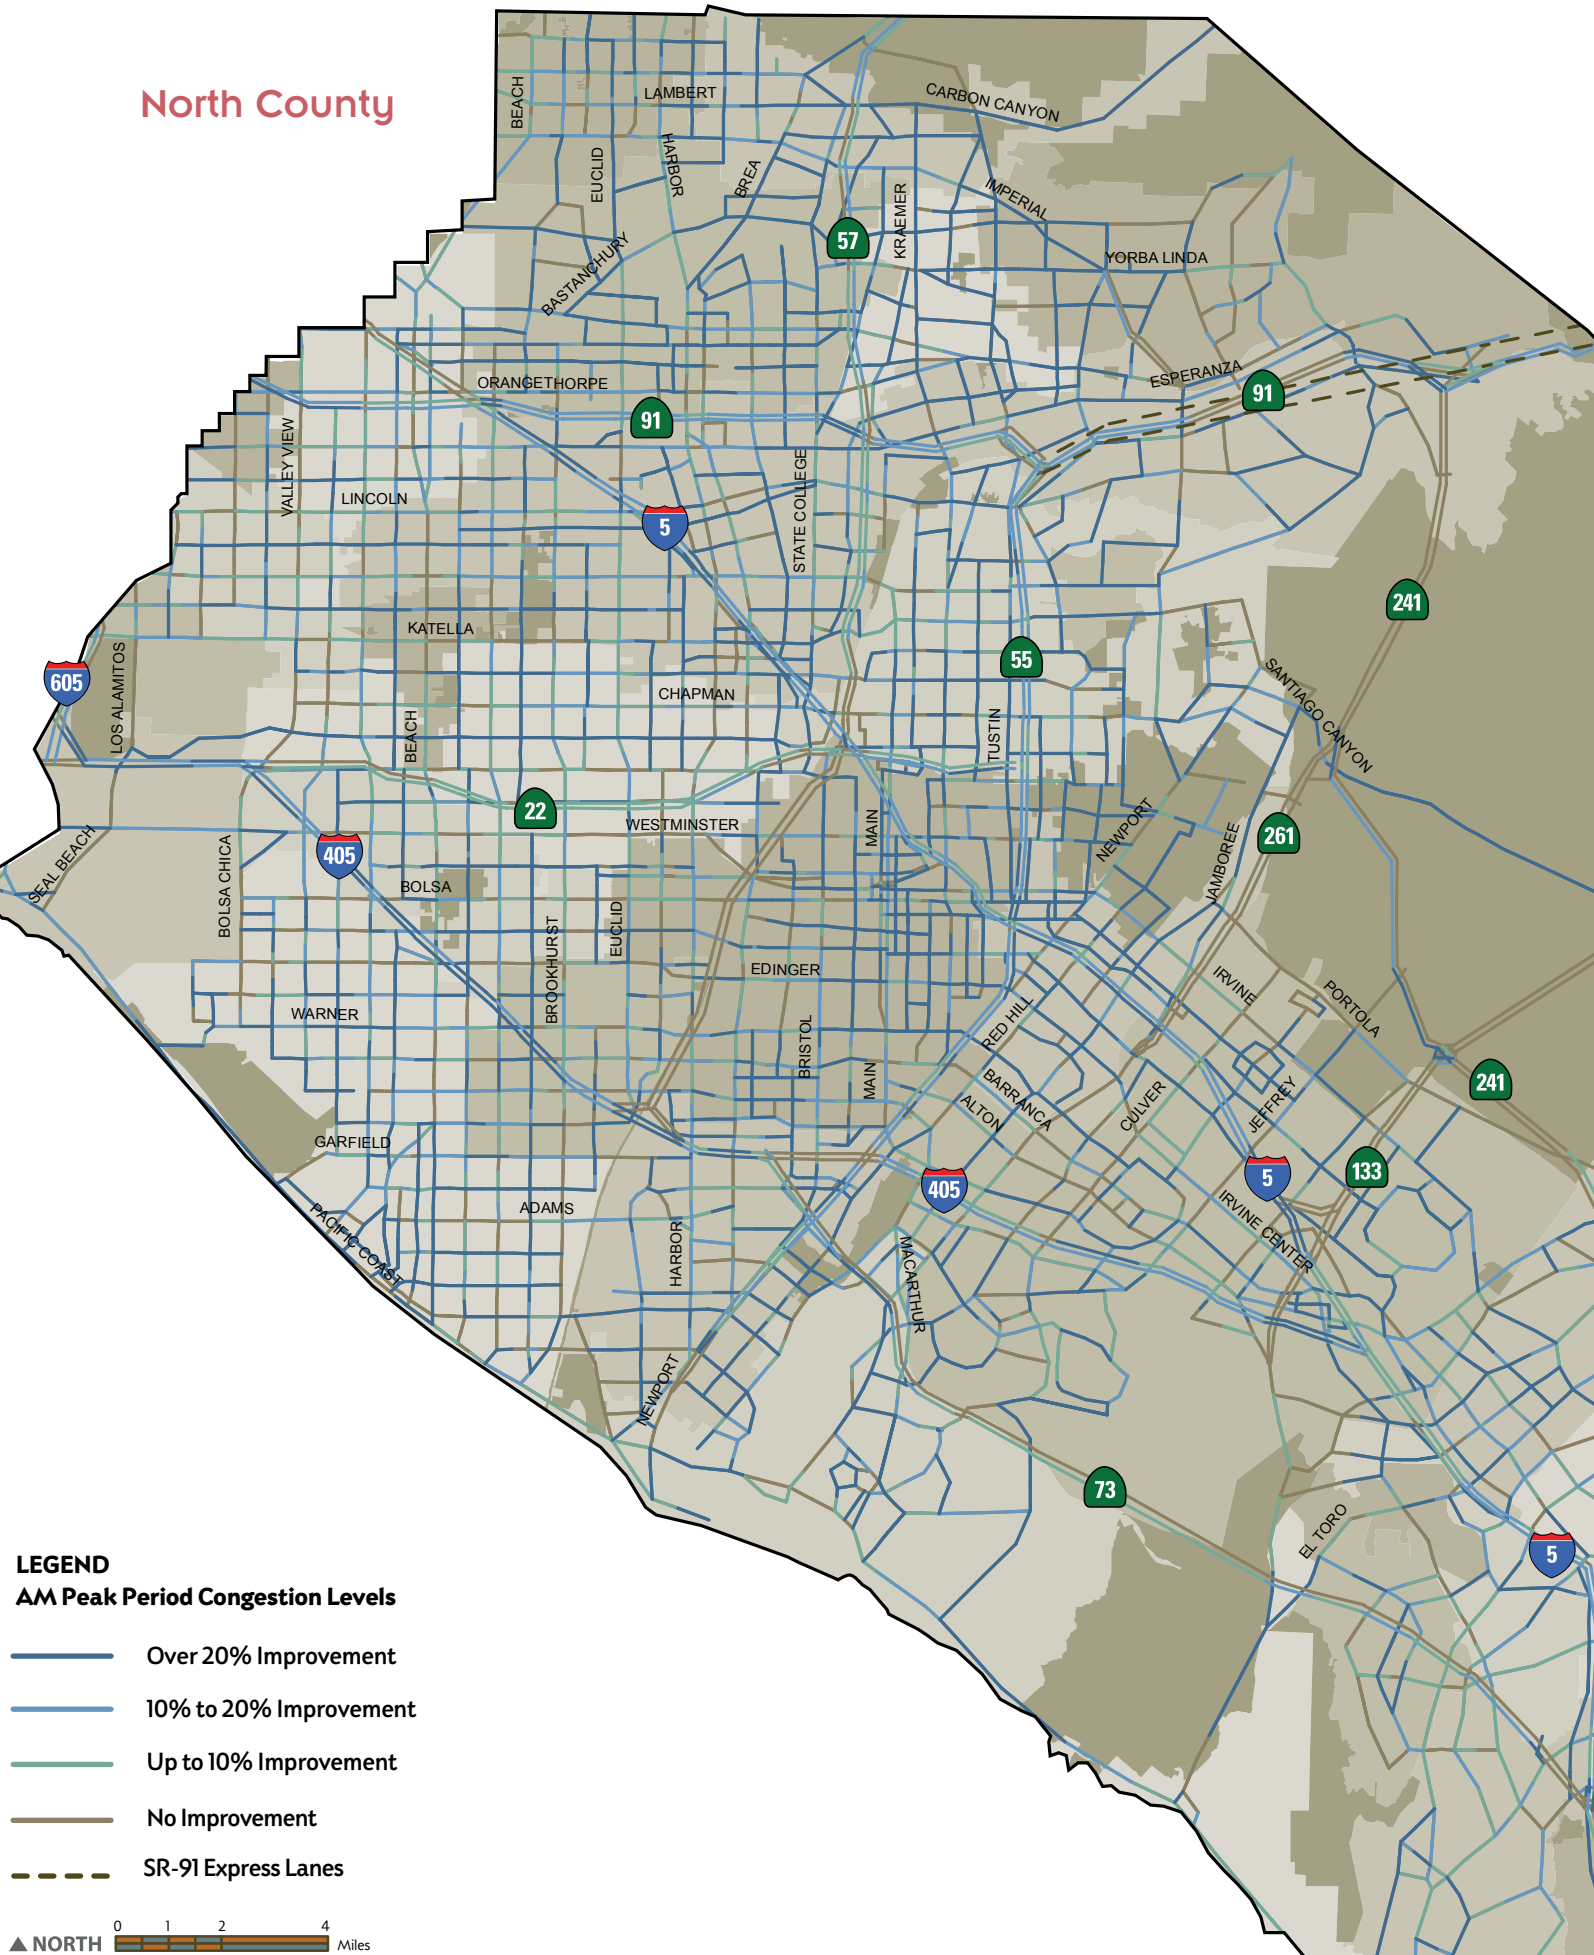 North County
BEACH
LAMBERT
CARBON CANYON
EUCLID
HARBOR
BREA
KRAEMER
IMPERIAL
57
YORBA LINDA
BASTANCHURY
ORANGETHORPE
ESPERANZA
91
91
VALLEY VIEW
LINCOLN
STATE COLLEGE
5
241
KATELLA
55
605
LOS ALAMITOS
CHAPMAN
SANTIAGO CANYON
BEACH
TUSTIN
22
WESTMINSTER
MAIN
NEWPORT
261
405
JAMBOREE
SEAL BEACH
BOLSA CHICA
BOLSA
EUCLID
BROOKHURST
EDINGER
IRVINE
PORTOLA
WARNER
RED HILL
BRISTOL
MAIN
BARRANCA
ALTON
CULVER
JEFFREY
241
GARFIELD
133
5
405
ADAMS
PACIFIC COAST
HARBOR
MACARTHUR
IRVINE CENTER
NEWPORT
73
EL TORO
5
LEGEND
AM Peak Period Congestion Levels
Over 20% Improvement
10% to 20% Improvement
Up to 10% Improvement
No Improvement
SR-91 Express Lanes
0 1 2 4
NORTH Miles